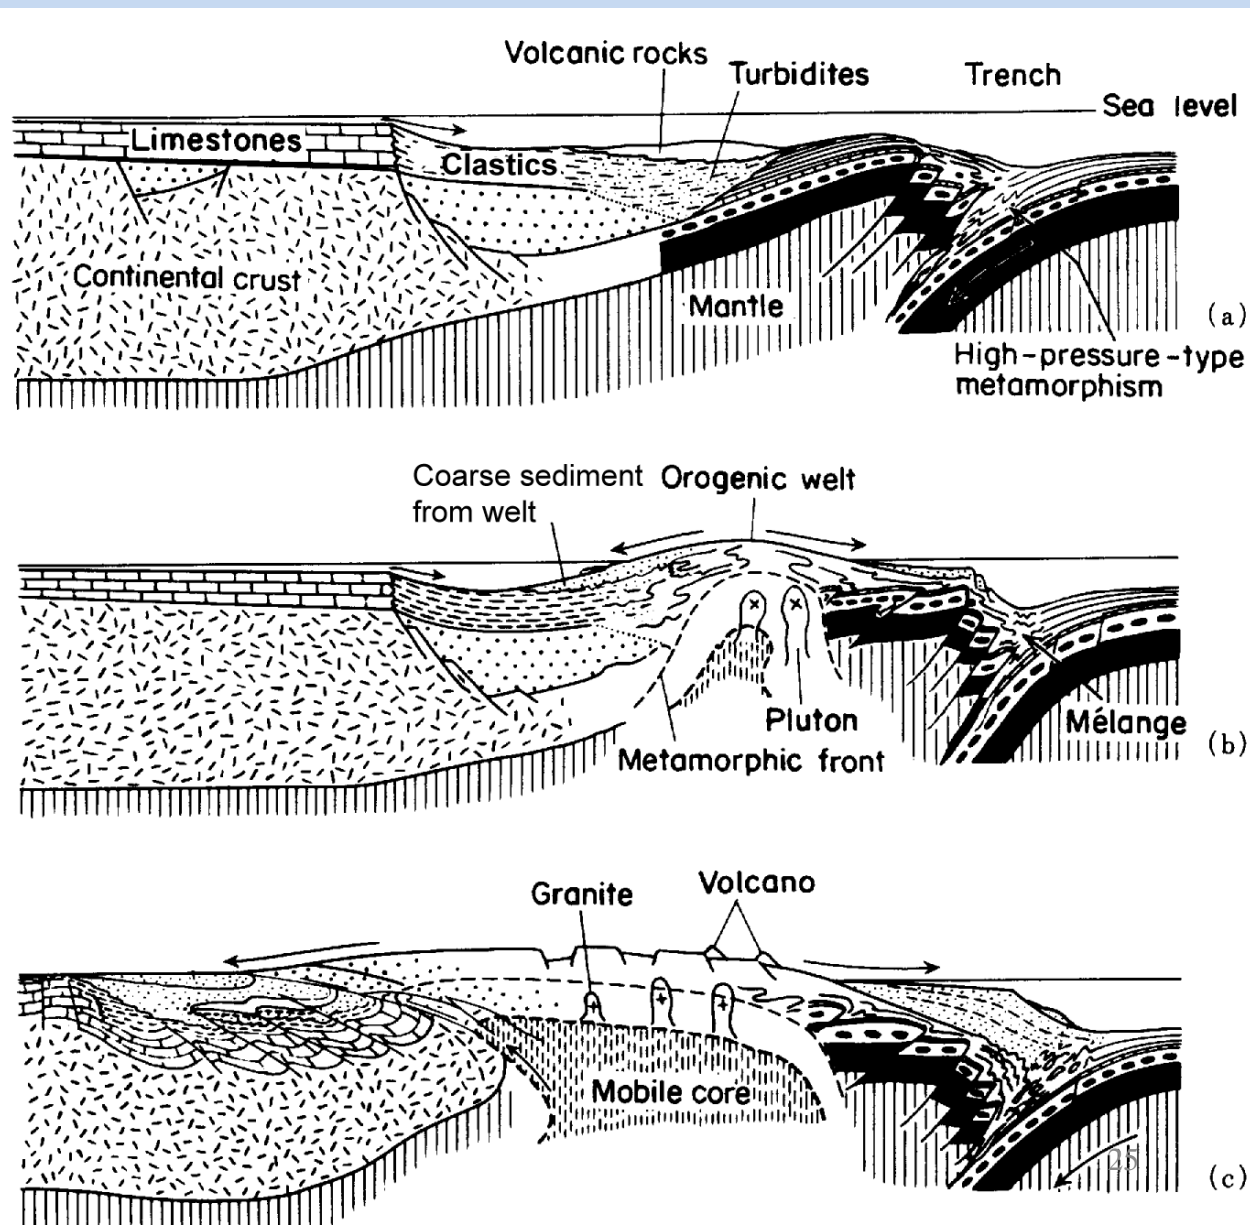 Volcanic rocks
Turbidites
Trench
Sea level
Limestones
Clastics
Continental crust
Mantle
(a)
High-pressure-type
metamorphism
Coarse sediment
from welt
Orogenic welt
Pluton
Mélange
Metamorphic front
(b)
Granite
Volcano
Mobile core
25
(c)